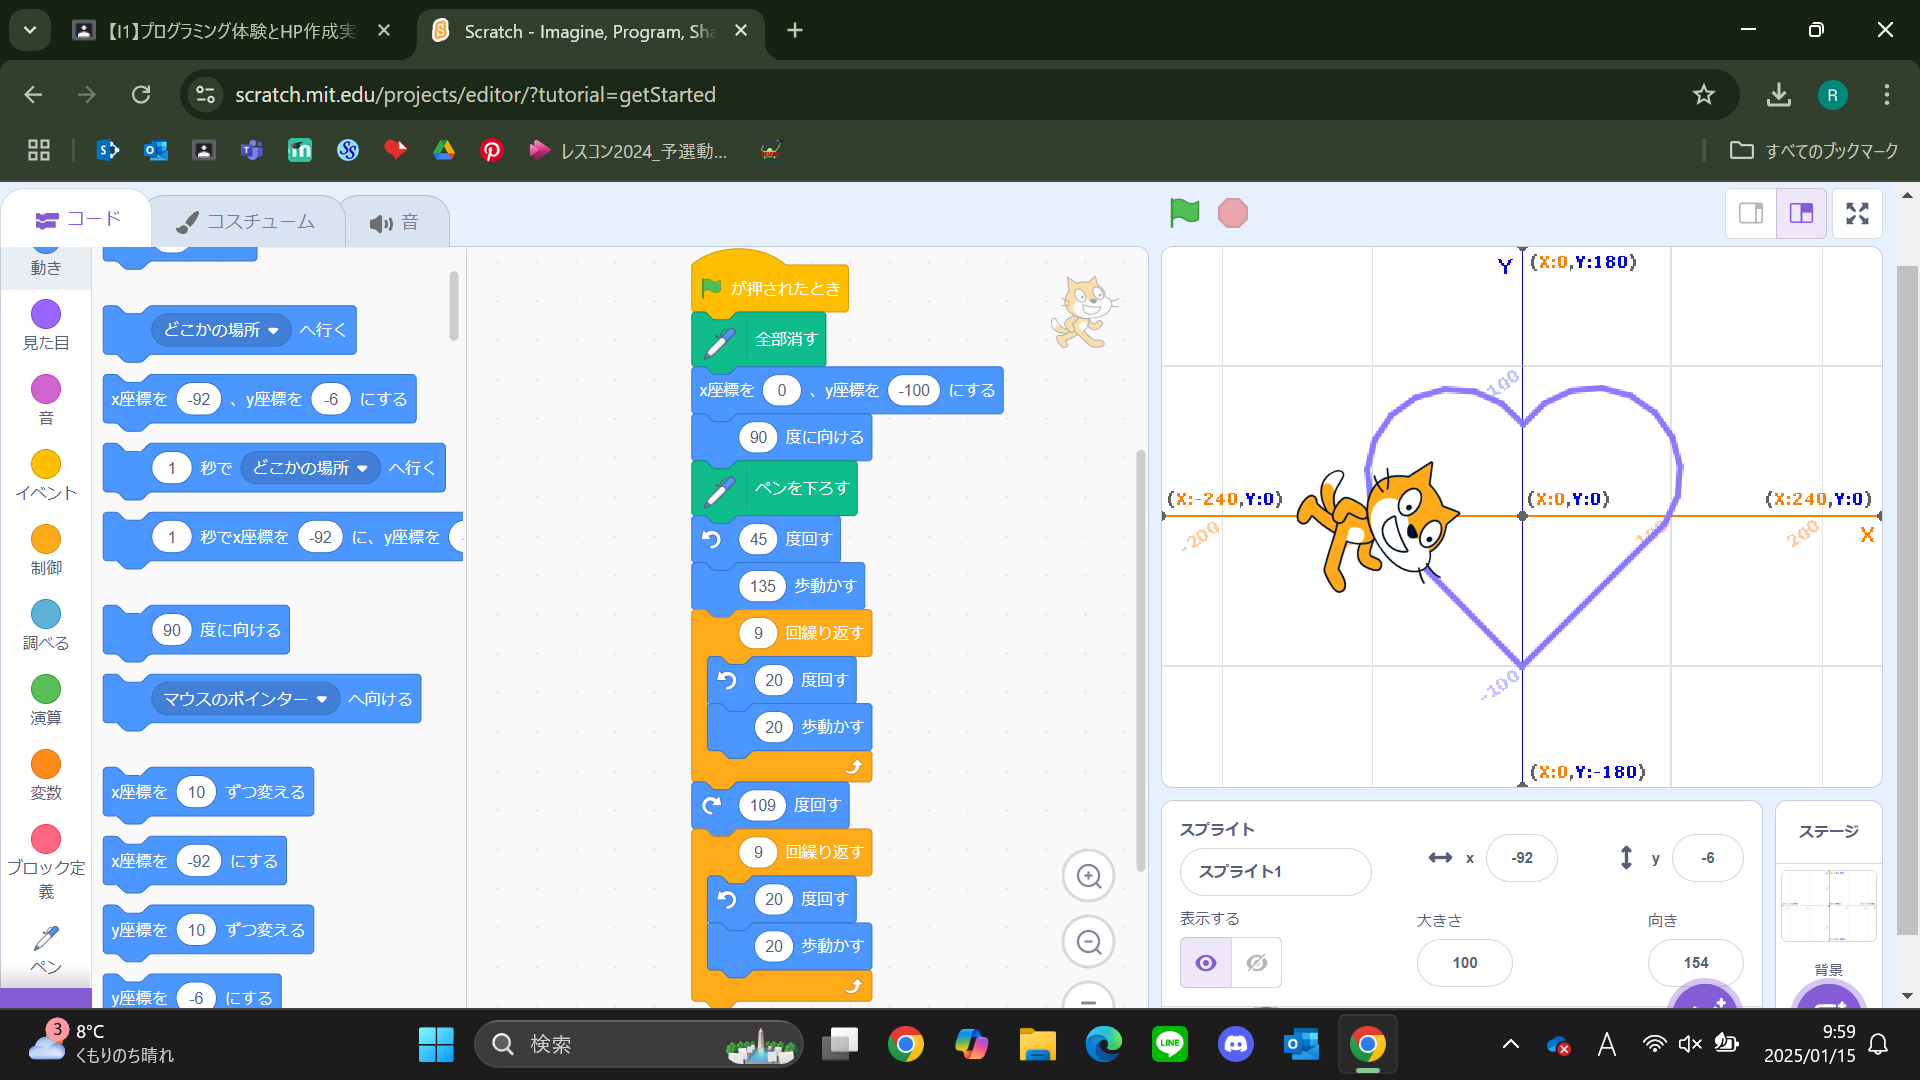 【I1】プログラミング体験とHP作成実
Scratch - Imagine, Program, Sha
scratch.mit.edu/projects/editor/?tutorial=getStarted
R
レスコン2024_予選動...
すべてのブックマーク
コード
コスチューム
音
動き
見た目
音
イベント
制御
調べる
演算
変数
ブロック定義
ペン
どこかの場所 へ行く
x座標を -92 、y座標を -6 にする
1 秒で どこかの場所 へ行く
1 秒でx座標を -92 に、y座標を
90 度に向ける
マウスのポインター へ向ける
x座標を 10 ずつ変える
x座標を -92 にする
y座標を 10 ずつ変える
y座標を -6 にする
が押されたとき
全部消す
x座標を 0 、y座標を -100 にする
90 度に向ける
ペンを下ろす
45 度回す
135 歩動かす
9 回繰り返す
20 度回す
20 歩動かす
109 度回す
9 回繰り返す
20 度回す
20 歩動かす
Y (X:0,Y:180)
100
(X:-240,Y:0)
(X:0,Y:0)
(X:240,Y:0)
-200
100
200
X
-100
(X:0,Y:-180)
スプライト
スプライト1
x -92
y -6
表示する
大きさ 100
向き 154
ステージ
背景
3
8°C
くもりのち晴れ
検索
LINE
A
9:59
2025/01/15